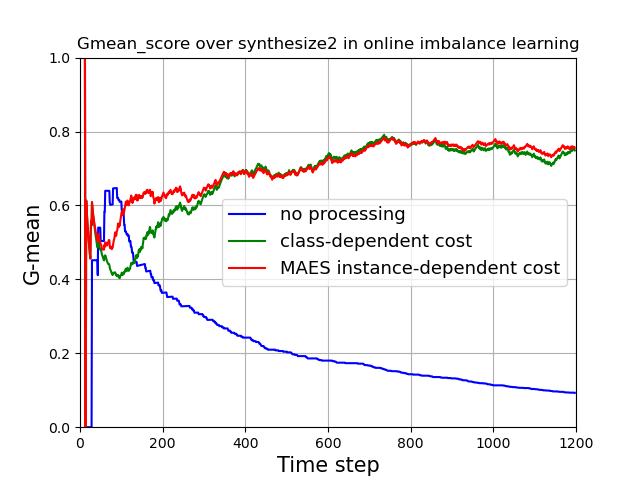 Gmean_score over synthesize2 in online imbalance learning
1.0
0.8
0.6
0.4
0.2
0.0
G-mean
no processing
class-dependent cost
MAES instance-dependent cost
0 200 400 600 800 1000 1200
Time step